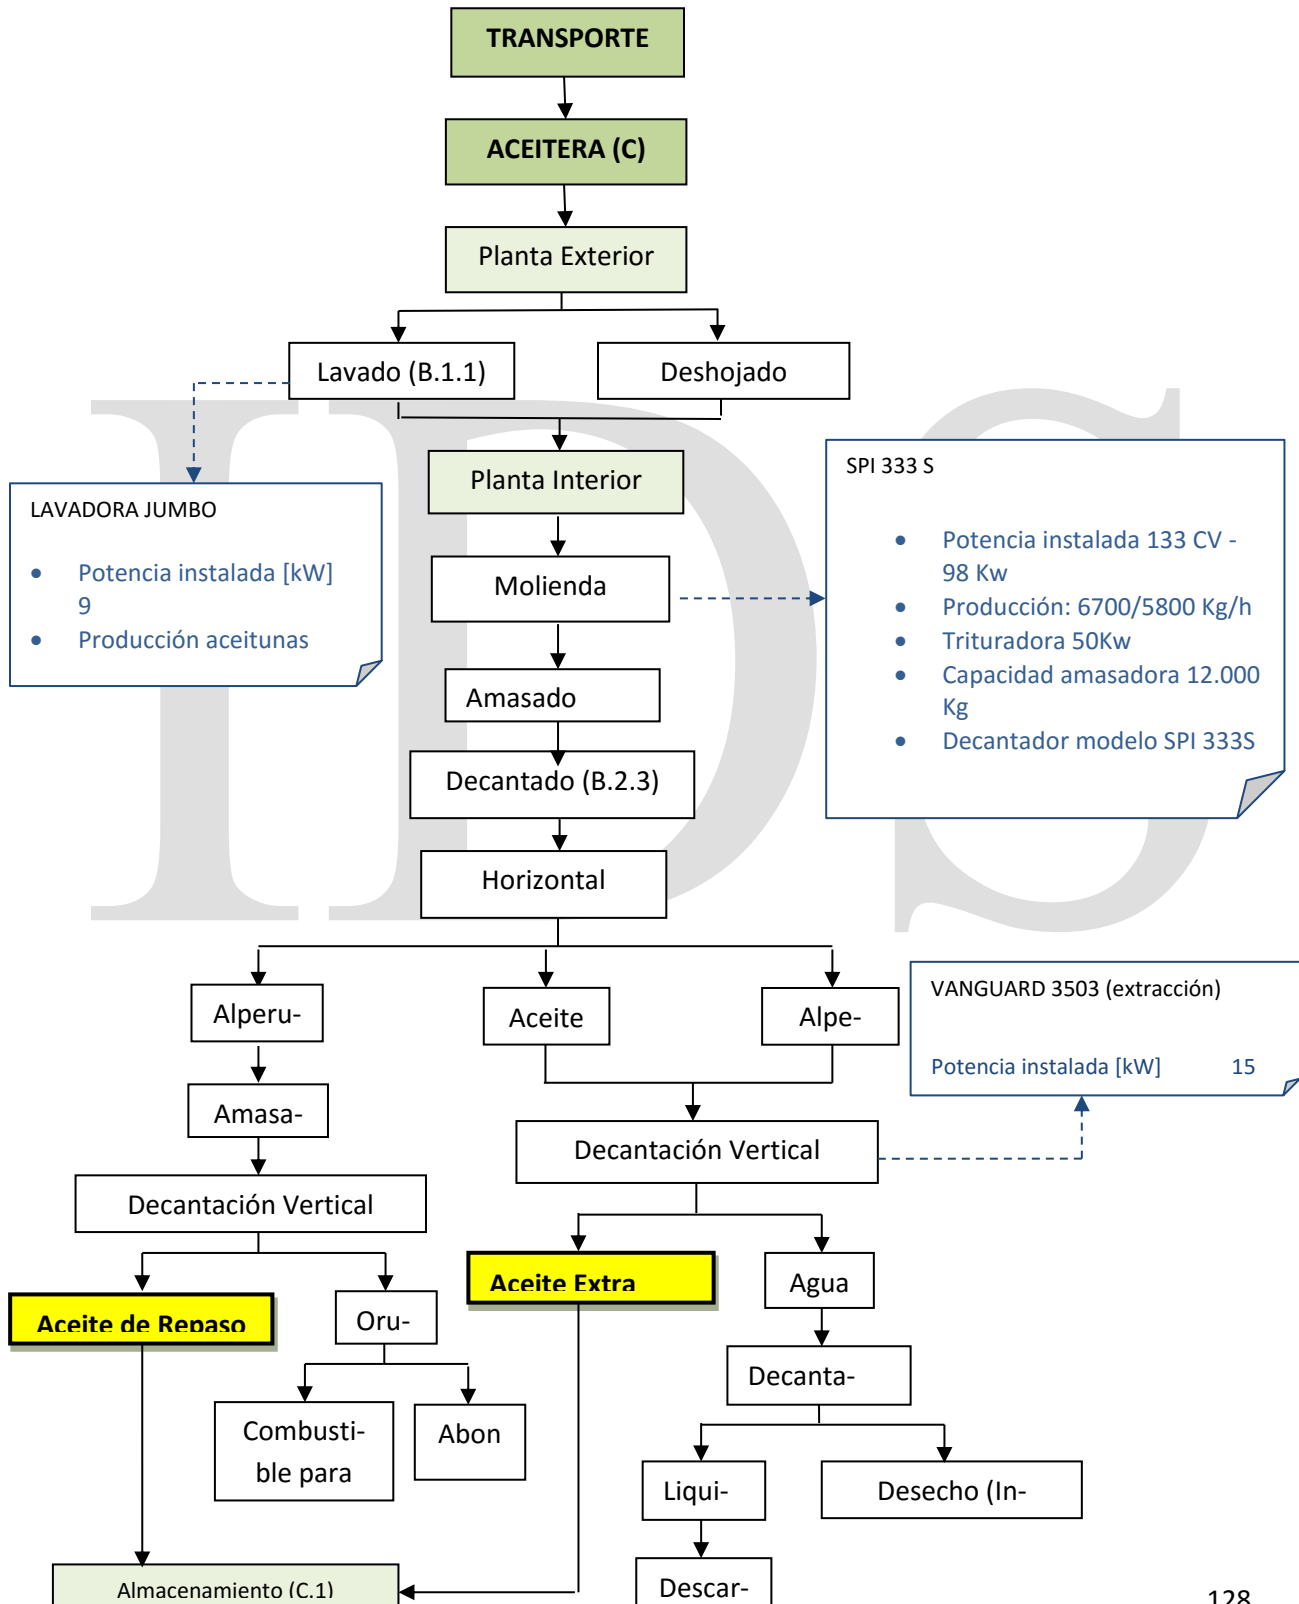 TRANSPORTE
ACEITERA (C)
Planta Exterior
Lavado (B.1.1)
Deshojado
IDS
Planta Interior
LAVADORA JUMBO
• Potencia instalada [kW]
9
• Producción aceitunas
SPI 333 S
• Potencia instalada 133 CV -
98 Kw
• Producción: 6700/5800 Kg/h
• Trituradora 50Kw
• Capacidad amasadora 12.000
Kg
• Decantador modelo SPI 333S
Molienda
Amasado
Decantado (B.2.3)
Horizontal
Alperu-
Aceite
Alpe-
VANGUARD 3503 (extracción)
Potencia instalada [kW] 15
Amasa-
Decantación Vertical
Decantación Vertical
Aceite de Repaso
Oru-
Aceite Extra
Agua
Combusti-
ble para
Abon
Decanta-
Liqui-
Desecho (In-
Almacenamiento (C.1)
Descar-
128